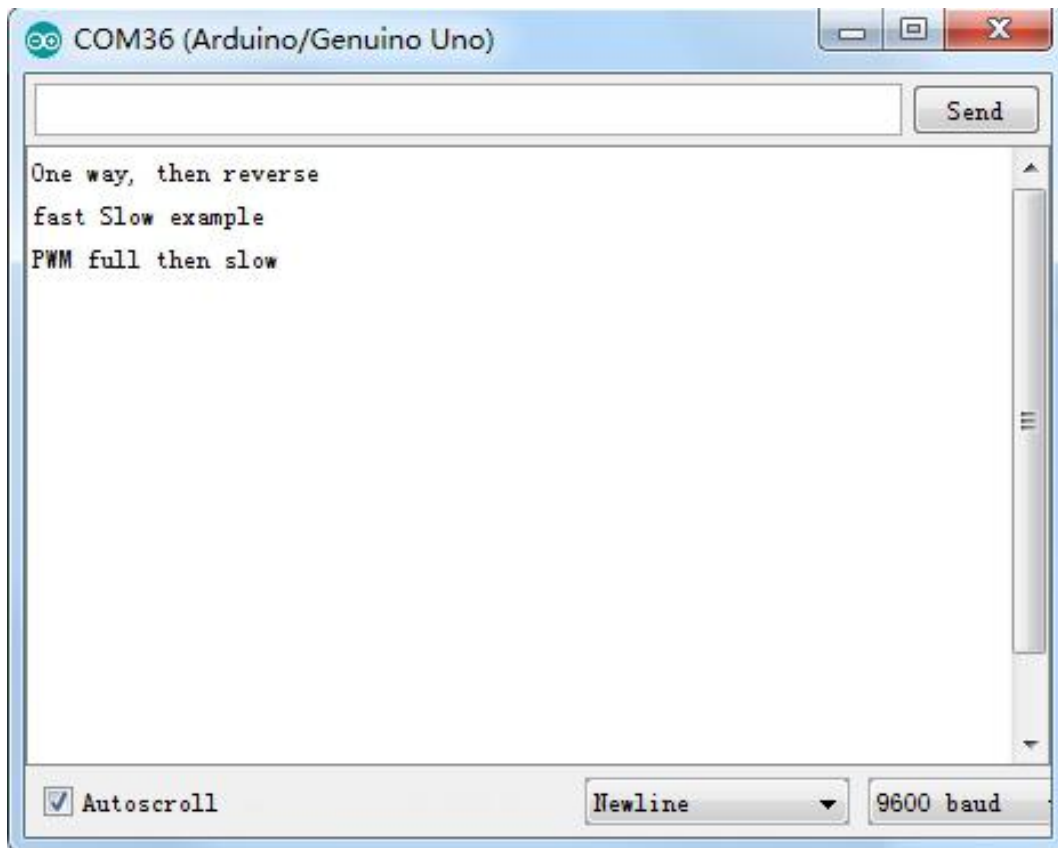 COM36 (Arduino/Genuino Uno)
Send
One way, then reverse
fast Slow example
PWM full then slow
Autoscroll
Newline
9600 baud